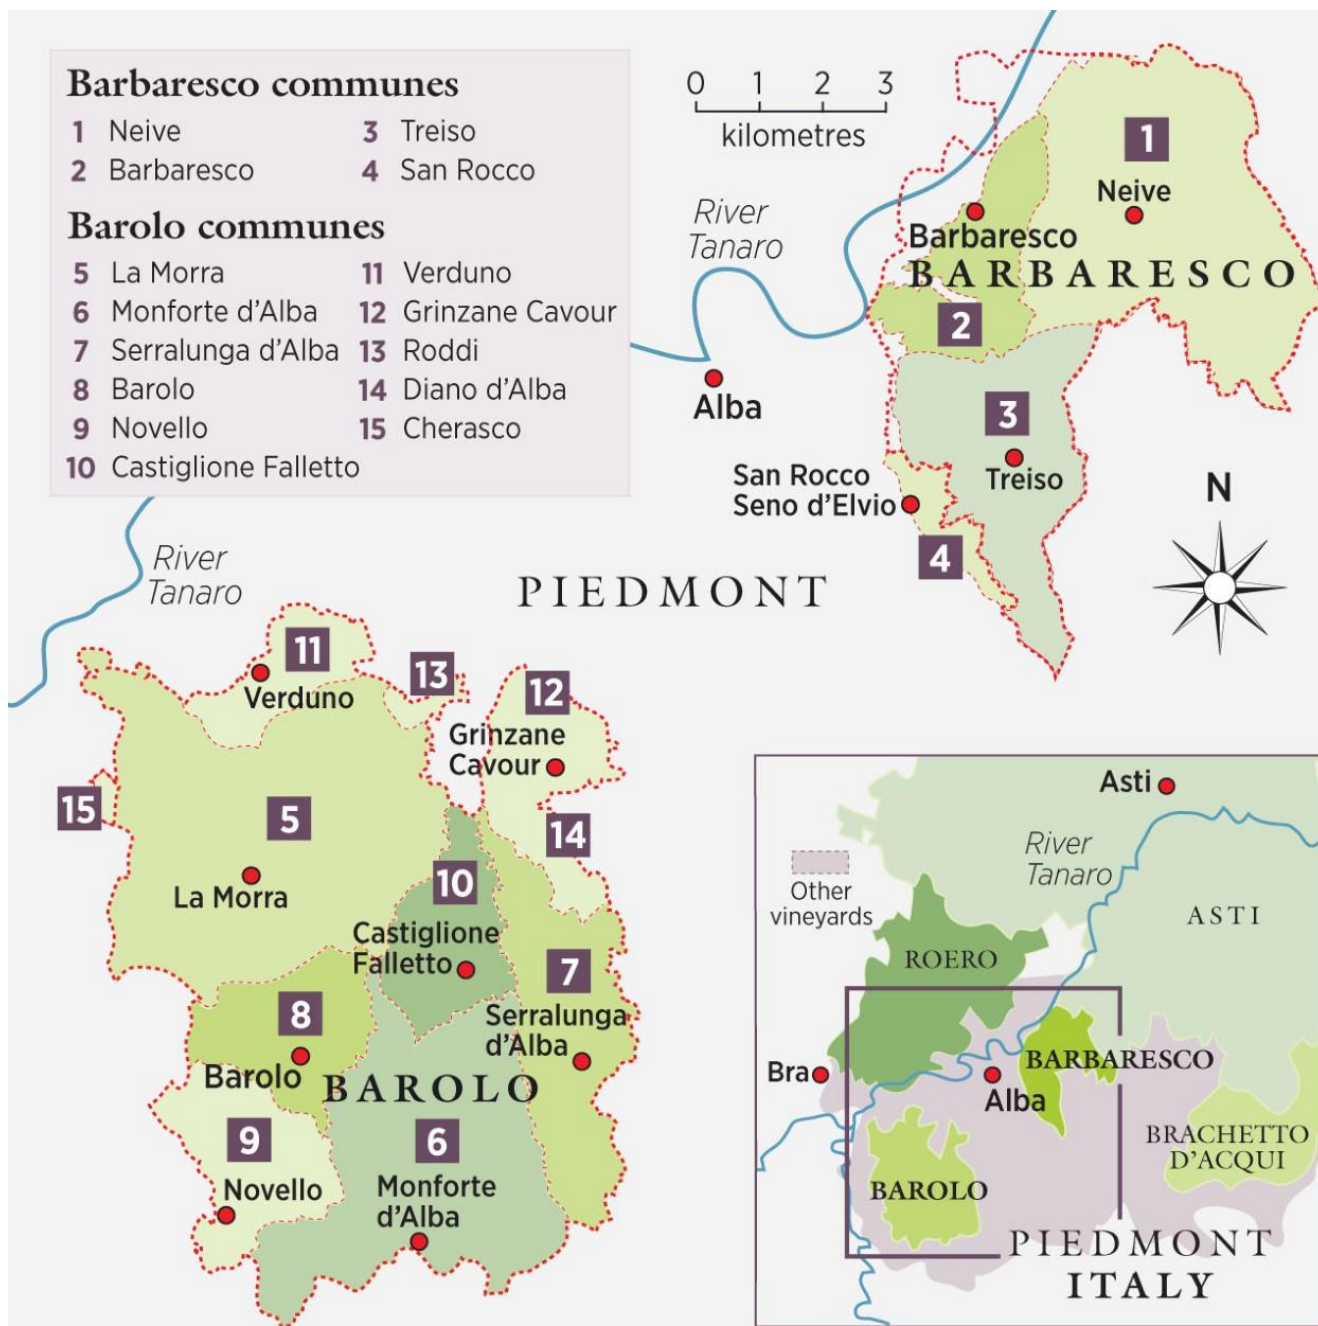 Barbaresco communes
1 Neive
2 Barbaresco
3 Treiso
4 San Rocco
Barolo communes
5 La Morra
6 Monforte d'Alba
7 Serralunga d'Alba
8 Barolo
9 Novello
10 Castiglione Falletto
11 Verduno
12 Grinzane Cavour
13 Roddi
14 Diano d'Alba
15 Cherasco
0 1 2 3
kilometres
River
Tanaro
1
Neive
Barbaresco
BARBARESCO
2
Alba
3
Treiso
San Rocco
Seno d'Elvio
4
N
River
Tanaro
PIEDMONT
11
Verduno
13
12
Grinzane
Cavour
15
5
14
La Morra
10
Castiglione
Falletto
7
8
Serralunga
d'Alba
Barolo
BAROLO
9
6
Novello
Monforte
d'Alba
Asti
River
Tanaro
Other
vineyards
ASTI
ROERO
BARBARESCO
Bra
Alba
BRACHETTO
D'ACQUI
BAROLO
PIEDMONT
ITALY